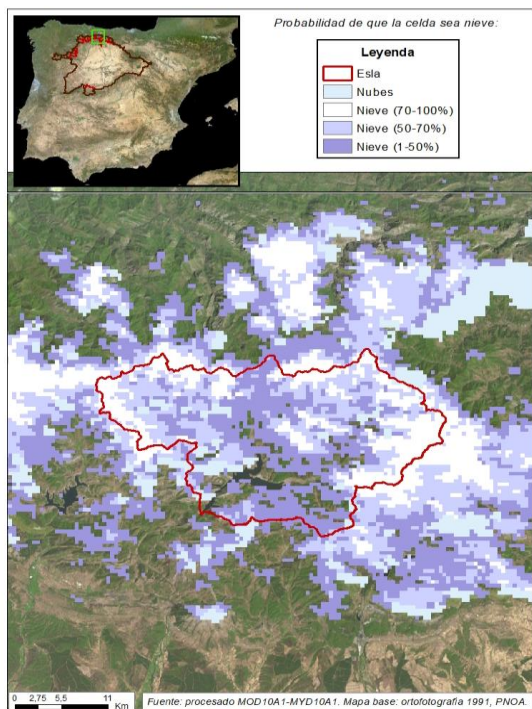 Probabilidad de que la celda sea nieve:
Leyenda
Esla
Nubes
Nieve (70-100%)
Nieve (50-70%)
Nieve (1-50%)
0 2,75 5,5 11
Km
Fuente: procesado MOD10A1-MYD10A1. Mapa base: ortofotografia 1991, PNOA